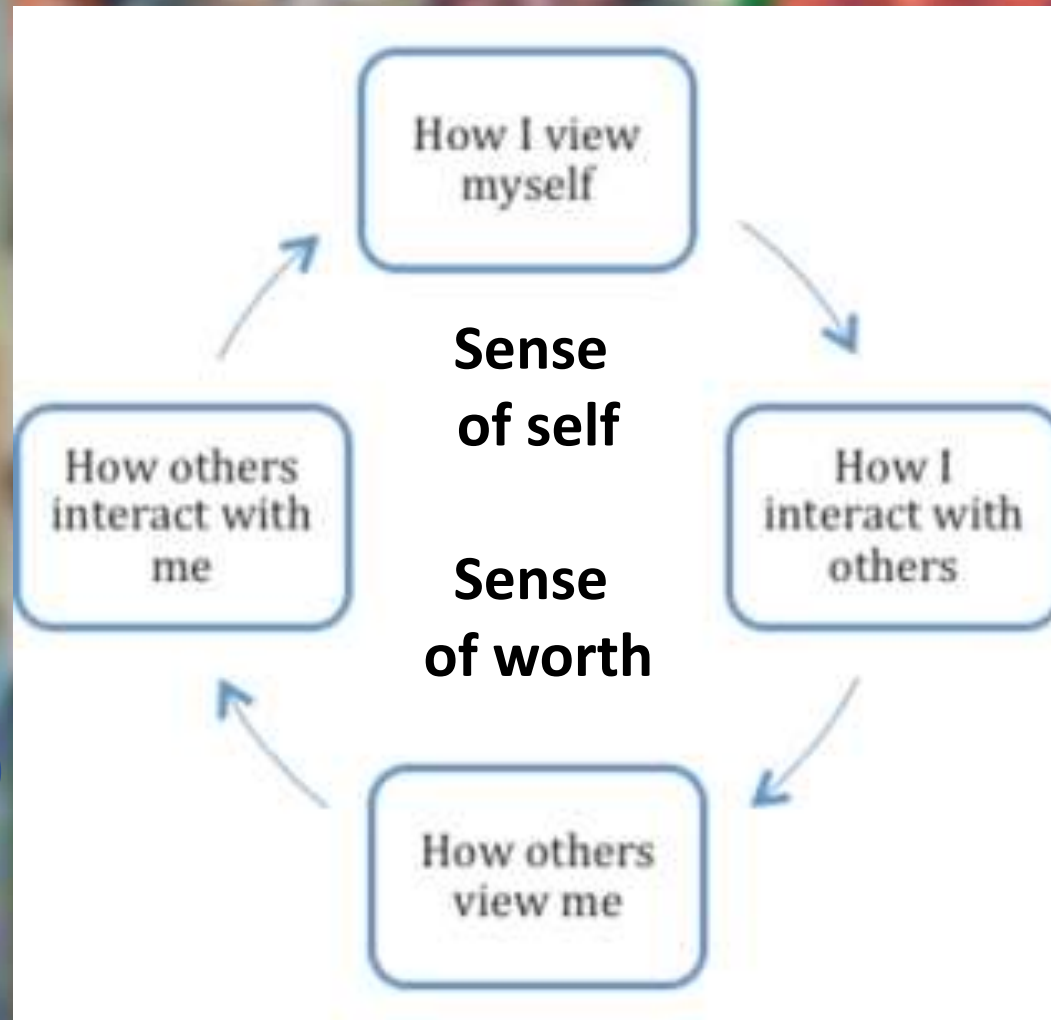 How I view
myself
Sense
of self
How others
interact with
me
How I
interact with
others
Sense
of worth
How others
view me